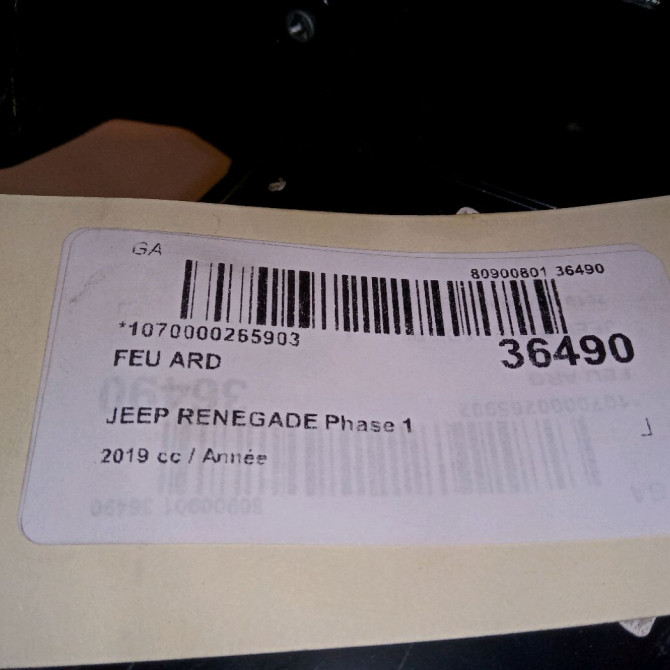 GA
80900801 36490
*1070000265903
36490
FEU ARD
JEEP RENEGADE Phase 1
2019 cc / Année